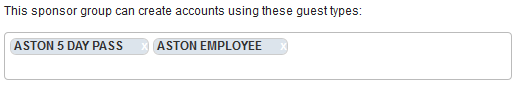 This sponsor group can create accounts using these guest types:
ASTON 5 DAY PASS x ASTON EMPLOYEE x